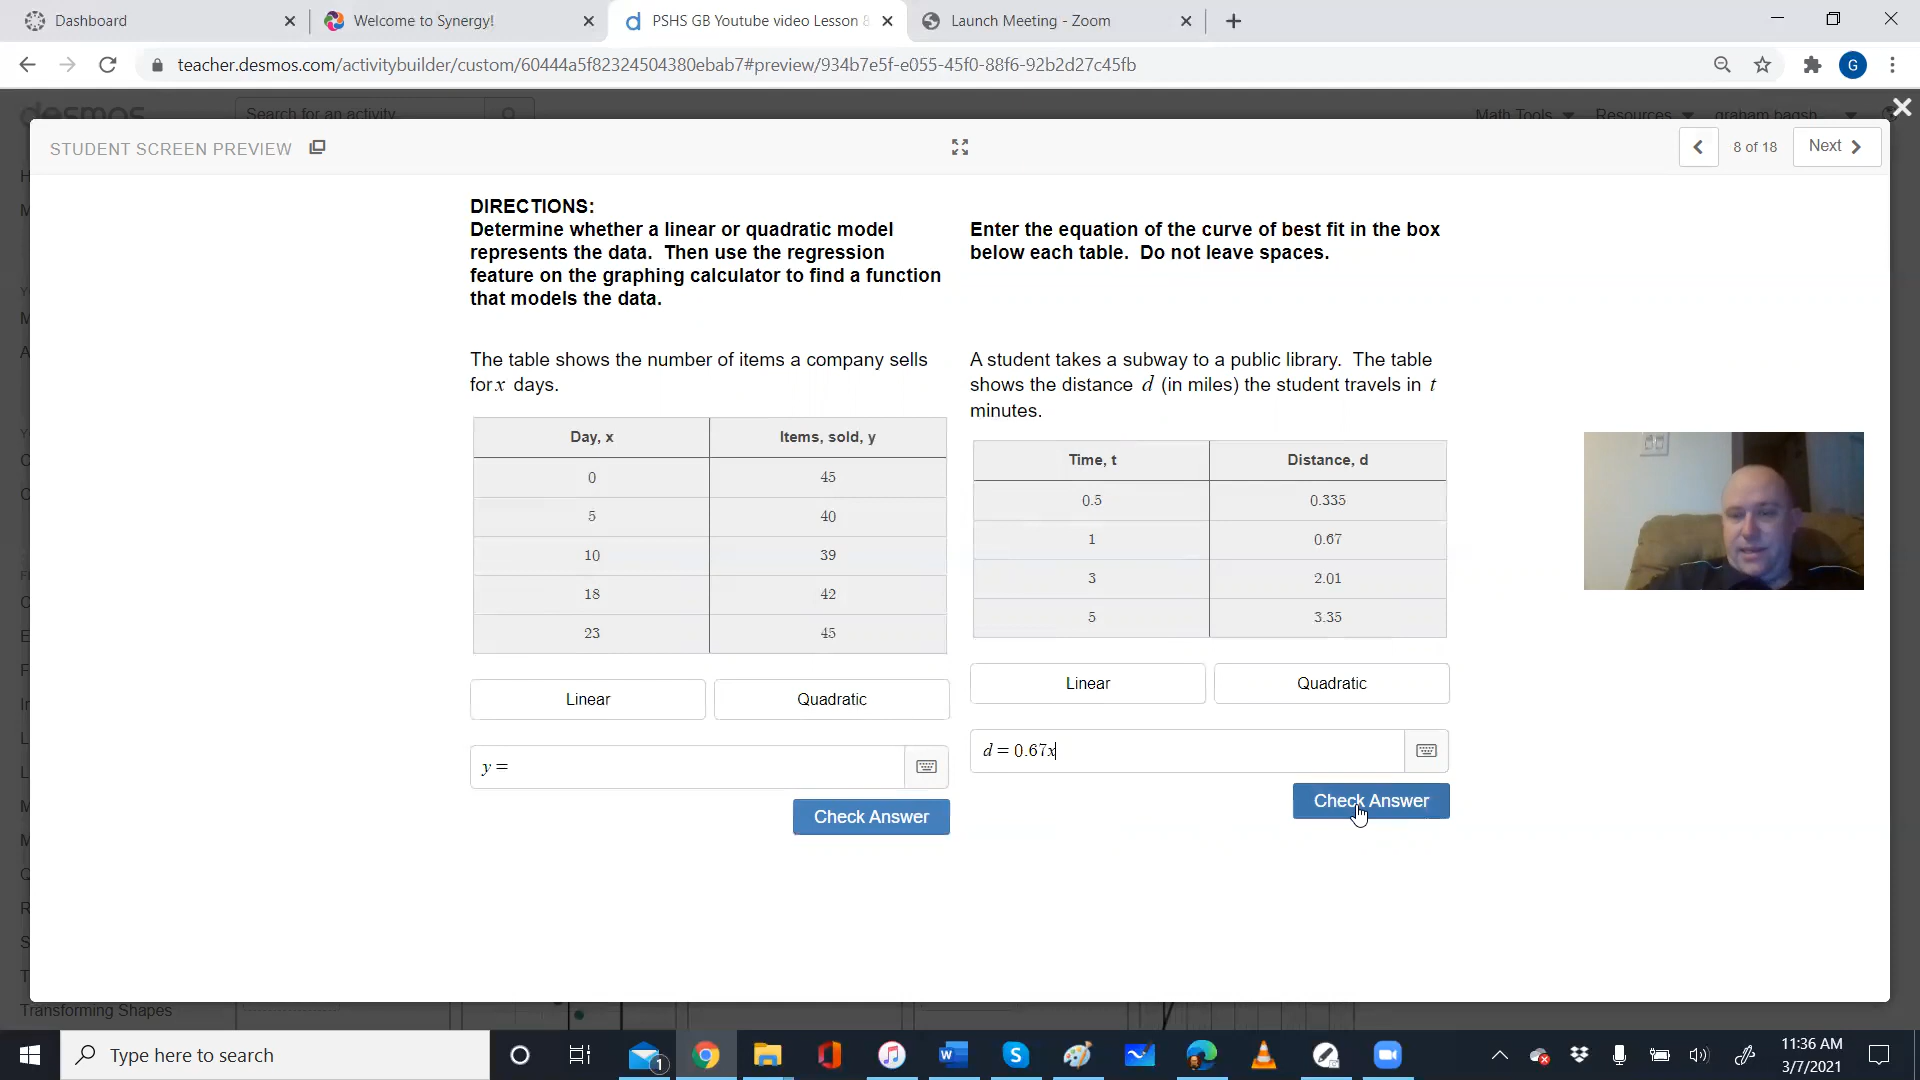 Dashboard
Welcome to Synergy!
PSHS GB Youtube video Lesson 8
Launch Meeting - Zoom
teacher.desmos.com/activitybuilder/custom/60444a5f82324504380ebab7#preview/934b7e5f-e055-45f0-88f6-92b2d27c45fb
G
desmos
Search for an activity
Math Tools
Resources
graham bagsh
STUDENT SCREEN PREVIEW
8 of 18
Next
DIRECTIONS:
Determine whether a linear or quadratic model
represents the data. Then use the regression
feature on the graphing calculator to find a function
that models the data.
Enter the equation of the curve of best fit in the box
below each table. Do not leave spaces.
The table shows the number of items a company sells
for x days.
Day, x Items, sold, y
0 45
5 40
10 39
18 42
23 45
Linear Quadratic
y =
Check Answer
A student takes a subway to a public library. The table
shows the distance d (in miles) the student travels in t
minutes.
Time, t Distance, d
0.5 0.335
1 0.67
3 2.01
5 3.35
Linear Quadratic
d = 0.67x
Check Answer
Transforming Shapes
Type here to search
1
11:36 AM
3/7/2021